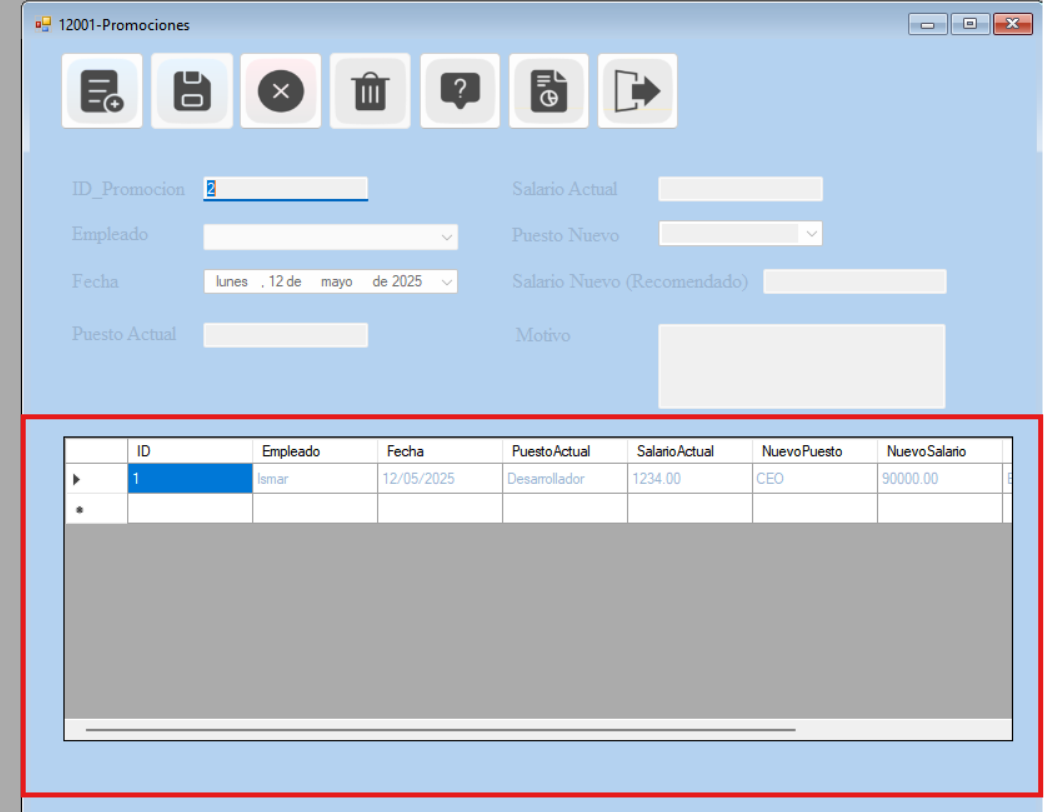 12001-Promociones
?
ID_Promocion 2 Salario Actual
Empleado Puesto Nuevo
Fecha lunes , 12 de mayo de 2025 Salario Nuevo (Recomendado)
Puesto Actual Motivo
ID Empleado Fecha PuestoActual SalarioActual NuevoPuesto NuevoSalario
1 Ismar 12/05/2025 Desarrollador 1234.00 CEO 90000.00